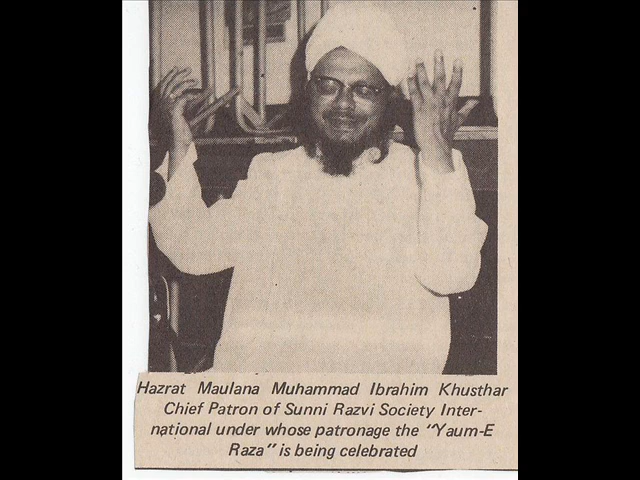 Hazrat Maulana Muhammad Ibrahim Khusthar
Chief Patron of Sunni Razvi Society Inter-
national under whose patronage the "Yaum-E
Raza" is being celebrated